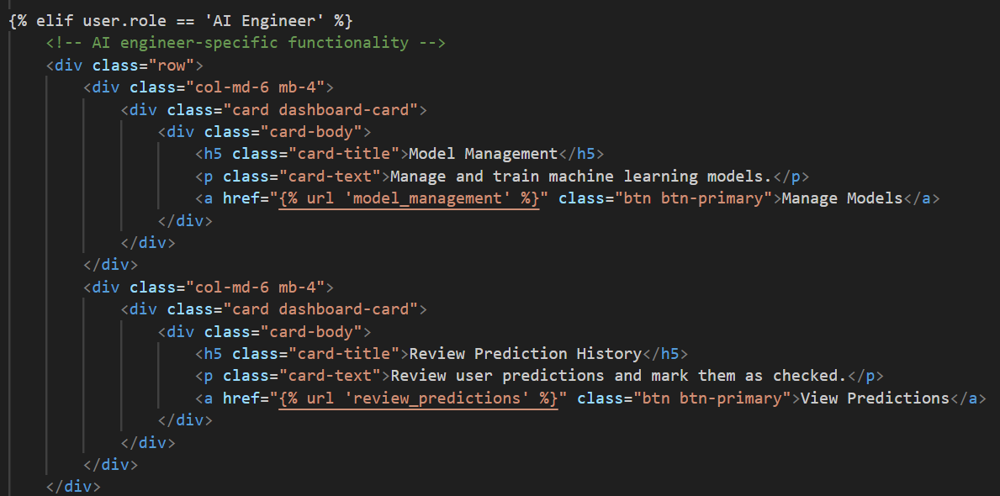 {% elif user.role == 'AI Engineer' %}
    <!-- AI engineer-specific functionality -->
    <div class="row">
        <div class="col-md-6 mb-4">
            <div class="card dashboard-card">
                <div class="card-body">
                    <h5 class="card-title">Model Management</h5>
                    <p class="card-text">Manage and train machine learning models.</p>
                    <a href="{% url 'model_management' %}" class="btn btn-primary">Manage Models</a>
                </div>
            </div>
        </div>
        <div class="col-md-6 mb-4">
            <div class="card dashboard-card">
                <div class="card-body">
                    <h5 class="card-title">Review Prediction History</h5>
                    <p class="card-text">Review user predictions and mark them as checked.</p>
                    <a href="{% url 'review_predictions' %}" class="btn btn-primary">View Predictions</a>
                </div>
            </div>
        </div>
    </div>